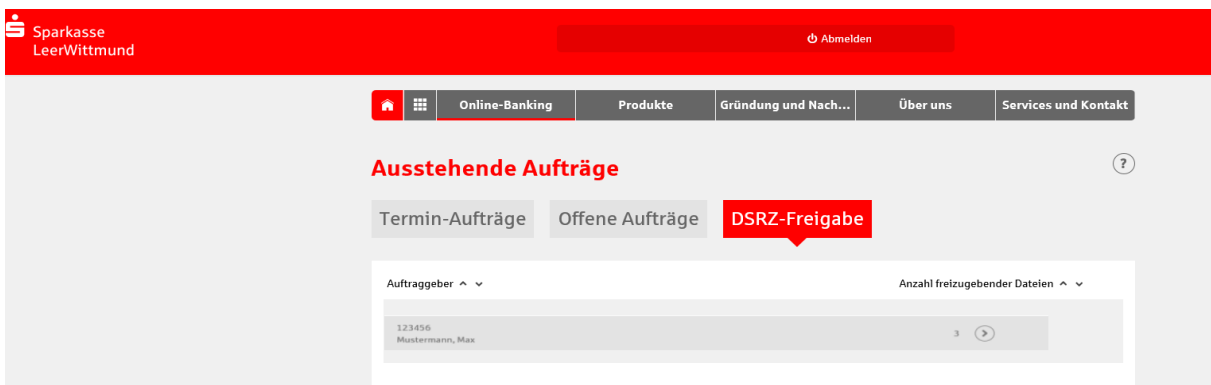 Sparkasse
LeerWittmund
Abmelden
Online-Banking Produkte Gründung und Nach... Über uns Services und Kontakt
Ausstehende Aufträge ?
Termin-Aufträge Offene Aufträge DSRZ-Freigabe
Auftraggeber Anzahl freizugebender Dateien
123456
Mustermann, Max 3